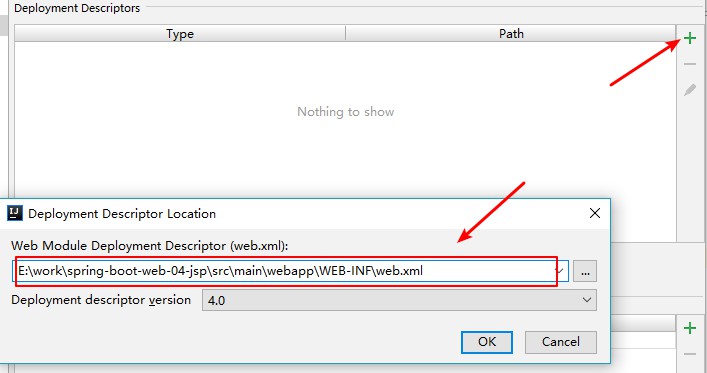 Deployment Descriptors
Type Path
Nothing to show
Deployment Descriptor Location
Web Module Deployment Descriptor (web.xml):
E:\work\spring-boot-web-04-jsp\src\main\webapp\WEB-INF\web.xml
...
Deployment descriptor version 4.0
OK Cancel